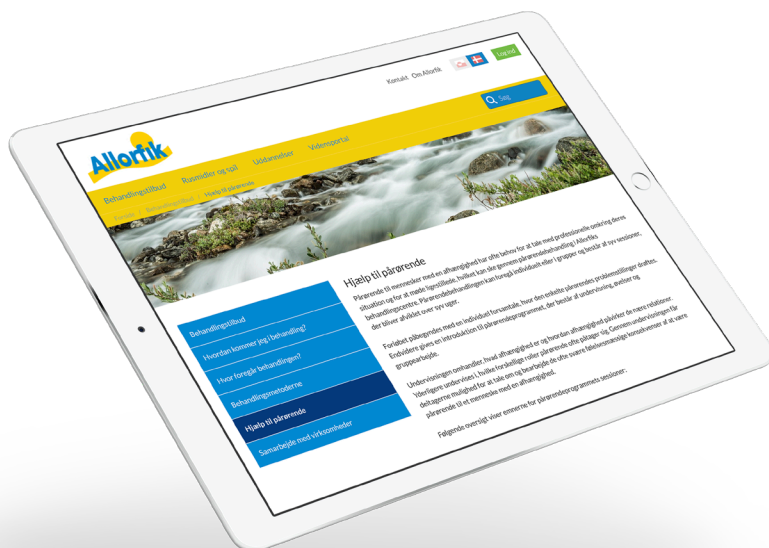 Kontakt Om Allorfik
Log ind
Allorfik
Søg
Behandlingstilbud Rusmidler og spil Uddannelser Vidensportal
Forside / Behandlingstilbud / Hjælp til pårørende
Behandlingstilbud
Hvordan kommer jeg i behandling?
Hvor foregår behandlingen?
Behandlingsmetoderne
Hjælp til pårørende
Samarbejde med virksomheder
Hjælp til pårørende
Pårørende til mennesker med en afhængighed har ofte behov for at tale med professionelle omkring deres
situation og for at møde ligestillede, hvilket kan ske gennem pårørendebehandling i Allorfiks
behandlingscentre. Pårørendebehandlingen kan foregå individuelt eller i grupper og består af syv sessioner,
der bliver afviklet over syv uger.
Forløbet påbegyndes med en individuel forsamtale, hvor den enkelte pårørendes problemstillinger drøftes.
Endvidere gives en introduktion til pårørendeprogrammet, der består af undervisning, øvelser og
gruppearbejde.
Undervisningen omhandler, hvad afhængighed er og hvordan afhængighed påvirker de nære relationer.
Yderligere undervises i, hvilke forskellige roller pårørende ofte påtager sig. Gennem undervisningen får
deltagerne mulighed for at tale om og bearbejde de ofte svære følelsesmæssige konsekvenser af at være
pårørende til et menneske med en afhængighed.
Følgende oversigt viser emnerne for pårørendeprogrammets sessioner: